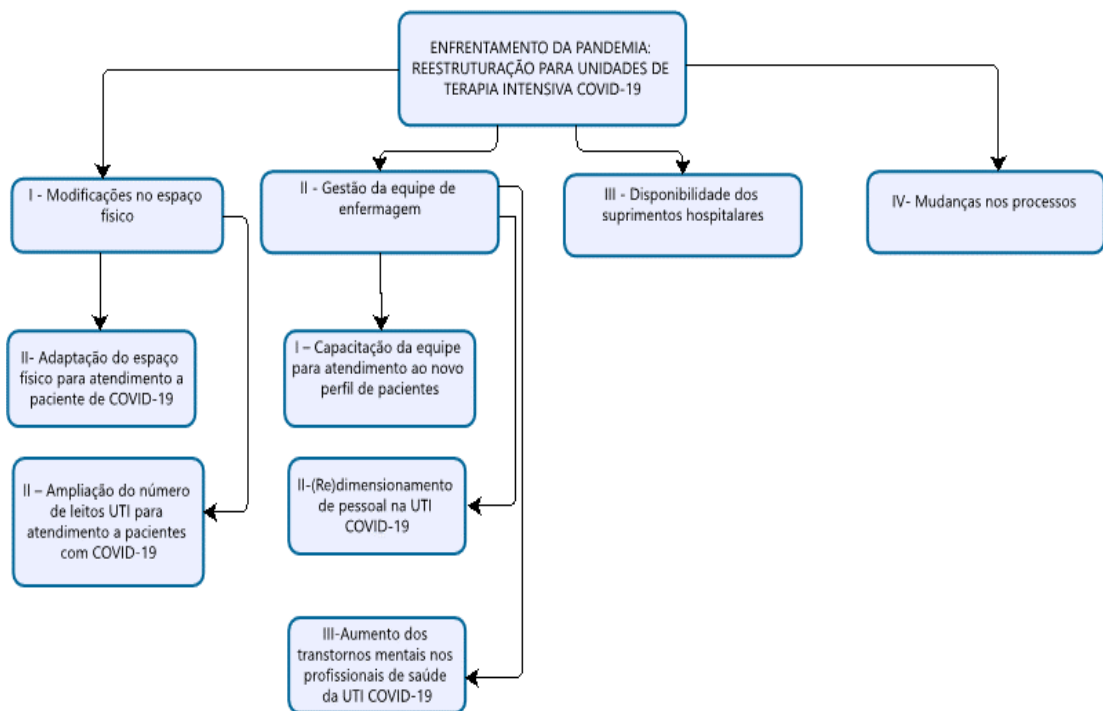 ENFRENTAMENTO DA PANDEMIA:
REESTRUTURAÇÃO PARA UNIDADES DE
TERAPIA INTENSIVA COVID-19
I - Modificações no espaço
físico
II - Gestão da equipe de
enfermagem
III - Disponibilidade dos
suprimentos hospitalares
IV- Mudanças nos processos
II- Adaptação do espaço
físico para atendimento a
paciente de COVID-19
I – Capacitação da equipe
para atendimento ao novo
perfil de pacientes
II – Ampliação do número
de leitos UTI para
atendimento a pacientes
com COVID-19
II-(Re)dimensionamento
de pessoal na UTI
COVID-19
III-Aumento dos
transtornos mentais nos
profissionais de saúde
da UTI COVID-19